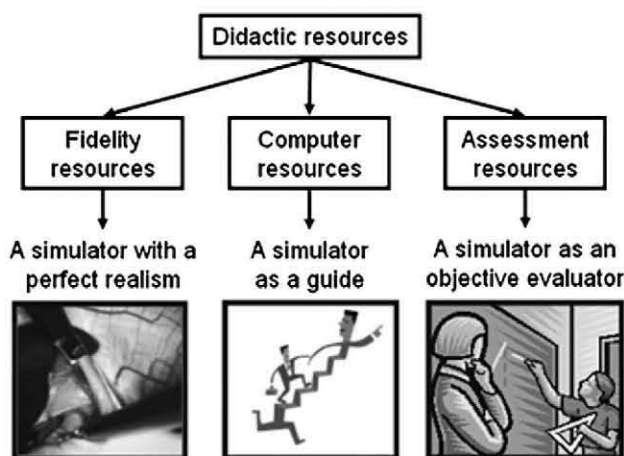 Didactic resources
Fidelity
resources
Computer
resources
Assessment
resources
A simulator with a
perfect realism
A simulator
as a guide
A simulator as an
objective evaluator